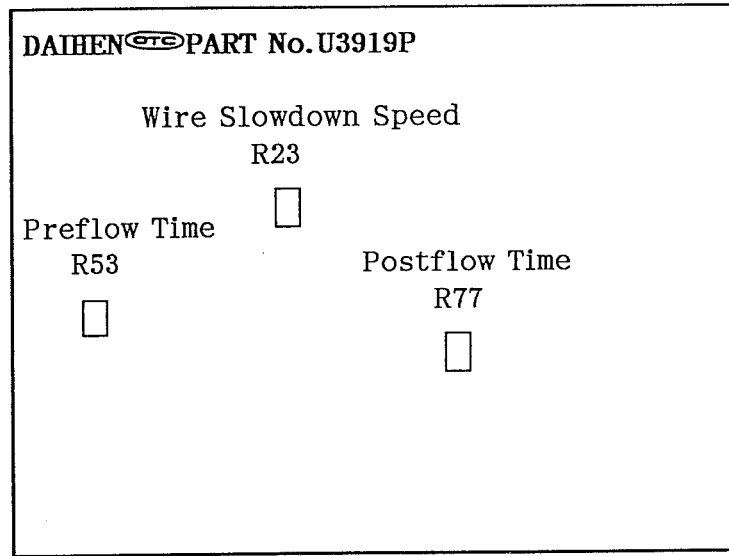 DAIHEN OTC PART No. U3919P
Wire Slowdown Speed
R23
Preflow Time
R53
Postflow Time
R77